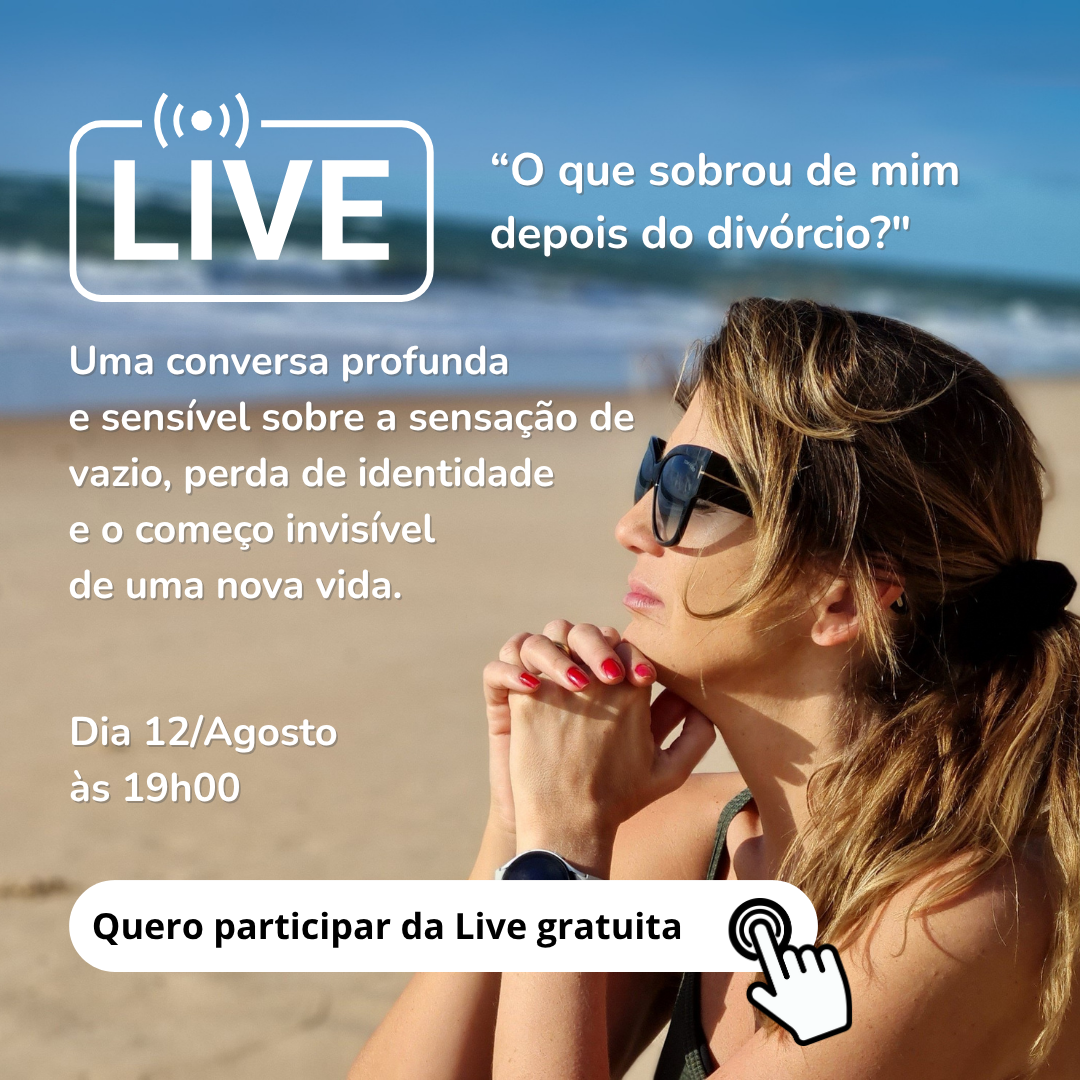 LIVE
“O que sobrou de mim
depois do divórcio?"
Uma conversa profunda
e sensível sobre a sensação de
vazio, perda de identidade
e o começo invisível
de uma nova vida.
Dia 12/Agosto
às 19h00
Quero participar da Live gratuita